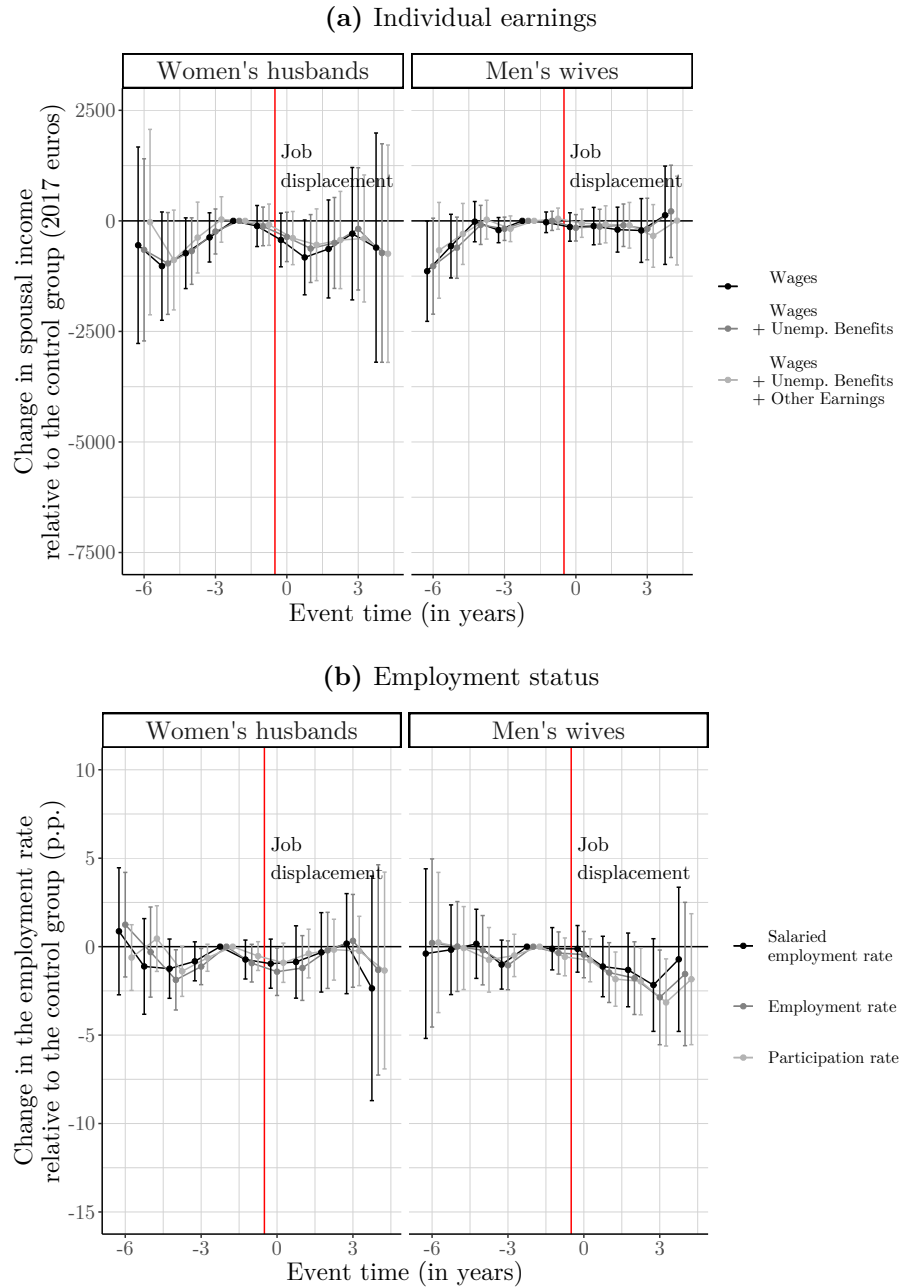 (a) Individual earnings
Women's husbands
Men's wives
Change in spousal income
relative to the control group (2017 euros)
2500
0
-2500
-5000
-7500
Job
displacement
Job
displacement
-6
-3
0
3
-6
-3
0
3
Event time (in years)
Wages
Wages
+ Unemp. Benefits
Wages
+ Unemp. Benefits
+ Other Earnings
(b) Employment status
Women's husbands
Men's wives
Change in the employment rate
relative to the control group (p.p.)
10
5
0
-5
-10
-15
Job
displacement
Job
displacement
-6
-3
0
3
-6
-3
0
3
Event time (in years)
Salaried
employment rate
Employment rate
Participation rate